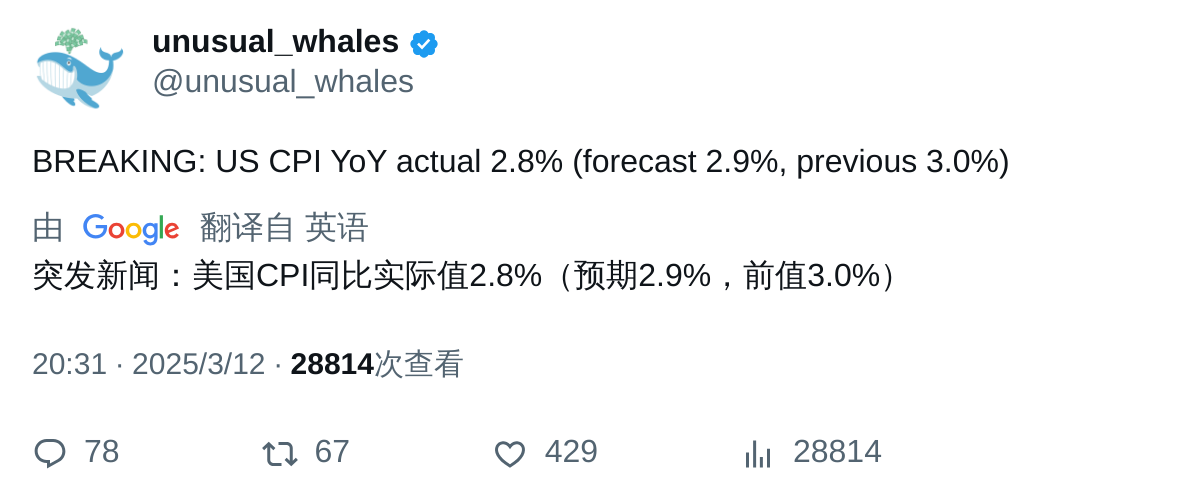 unusual_whales
@unusual_whales
BREAKING: US CPI YoY actual 2.8% (forecast 2.9%, previous 3.0%)
由 Google 翻译自 英语
突发新闻：美国CPI同比实际值2.8%（预期2.9%，前值3.0%）
20:31 · 2025/3/12 · 28814次查看
78 67 429 28814